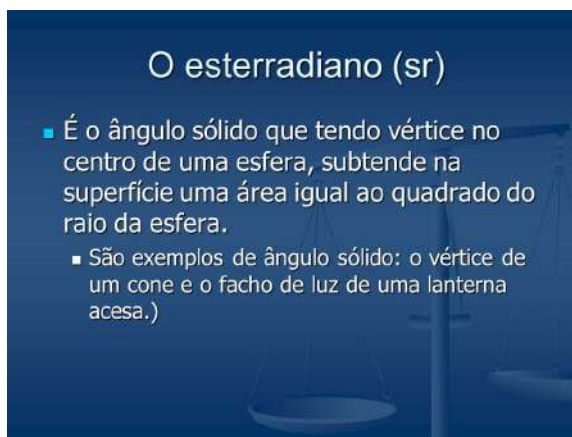 O esterradiano (sr)
É o ângulo sólido que tendo vértice no
centro de uma esfera, subtende na
superfície uma área igual ao quadrado do
raio da esfera.
São exemplos de ângulo sólido: o vértice de
um cone e o facho de luz de uma lanterna
acesa.)